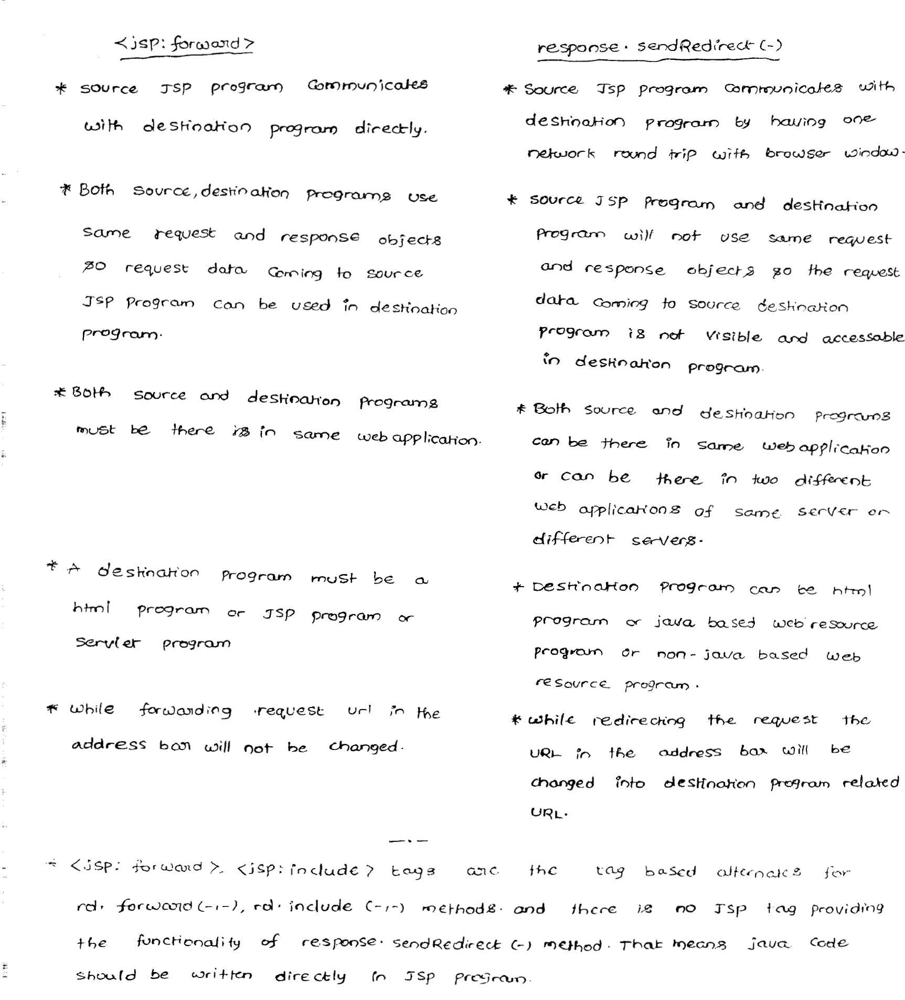 <jsp: forward>
* source JSP program Communicates
with destination program directly.
* Both source, destination programs use
same request and response objects
so request data coming to source
JSP program can be used in destination
program.
* Both source and destination programs
must be there is in same web application.
* A destination program must be a
html program or JSP program or
servlet program
* while forwarding request url in the
address bar will not be changed.
response. sendRedirect (-)
* Source JSP program communicates with
destination program by having one
network round trip with browser window.
* source JSP program and destination
program will not use same request
and response objects so the request
data coming to source destination
program is not visible and accessable
in destination program.
* Both source and destination programs
can be there in same web application
or can be there in two different
web applications of same server or
different servers.
* Destination program can be html
program or java based web resource
program or non-java based web
resource program.
* while redirecting the request the
URL in the address bar will be
changed into destination program related
URL.
—.—
* <jsp: forward>, <jsp: include> tags are the tag based alternates for
rd. forward (-,-), rd. include (-,-) methods. and there is no JSP tag providing
the functionality of response. sendRedirect (-) method. That means java code
should be written directly in JSP program.